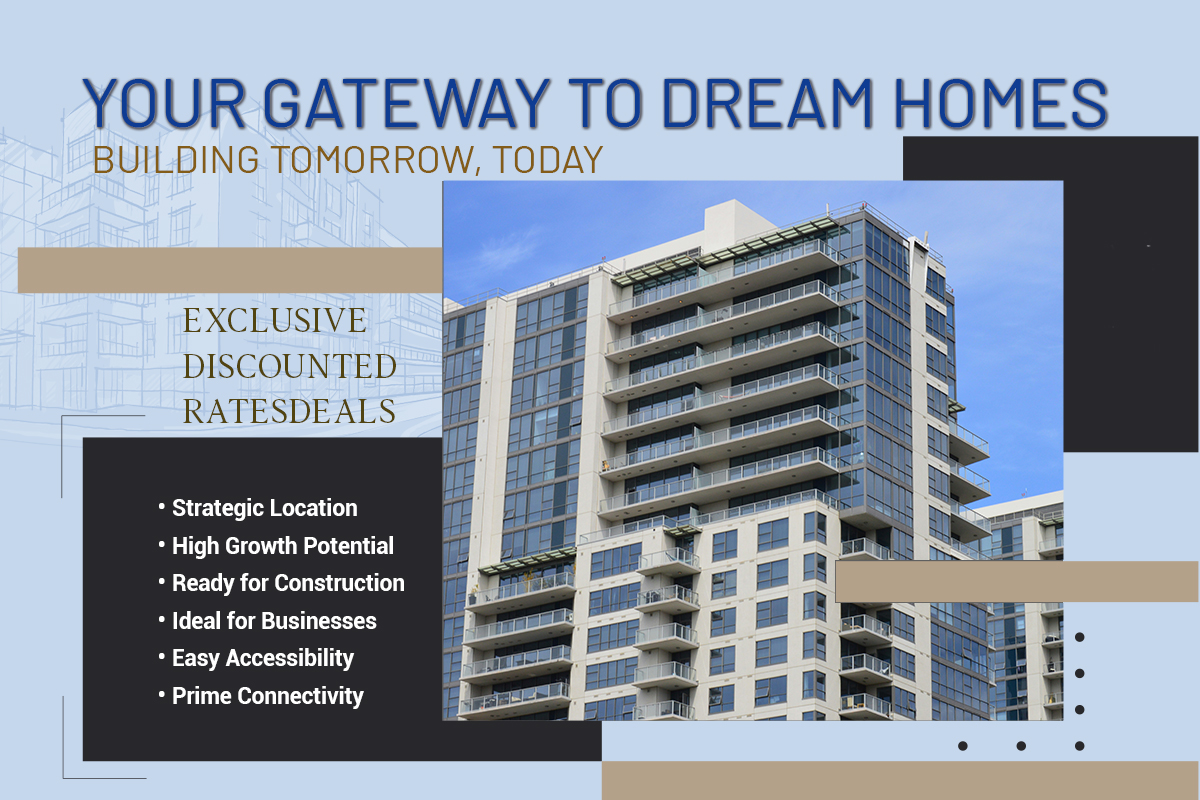 YOUR GATEWAY TO DREAM HOMES
BUILDING TOMORROW, TODAY
EXCLUSIVE
DISCOUNTED
RATESDEALS
• Strategic Location
• High Growth Potential
• Ready for Construction
• Ideal for Businesses
• Easy Accessibility
• Prime Connectivity